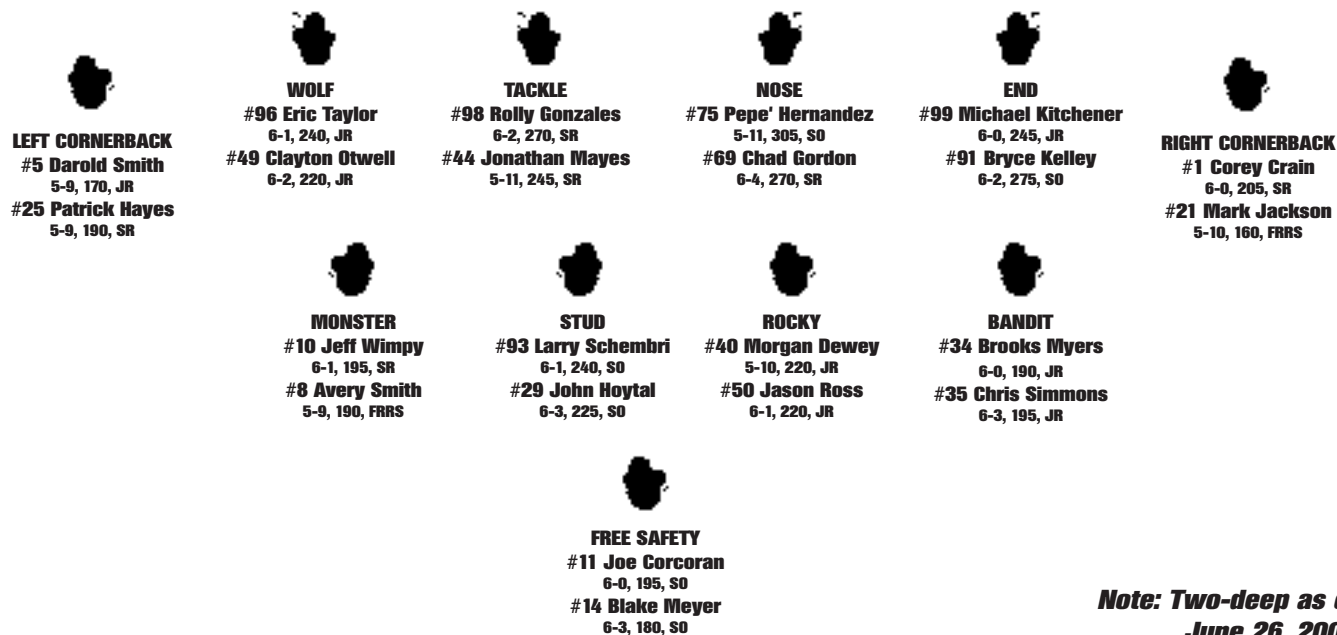 WOLF
#96 Eric Taylor
6-1, 240, JR
#49 Clayton Otwell
6-2, 220, JR
TACKLE
#98 Rolly Gonzales
6-2, 270, SR
#44 Jonathan Mayes
5-11, 245, SR
NOSE
#75 Pepe' Hernandez
5-11, 305, SO
#69 Chad Gordon
6-4, 270, SR
END
#99 Michael Kitchener
6-0, 245, JR
#91 Bryce Kelley
6-2, 275, SO
LEFT CORNERBACK
#5 Darold Smith
5-9, 170, JR
#25 Patrick Hayes
5-9, 190, SR
RIGHT CORNERBACK
#1 Corey Crain
6-0, 205, SR
#21 Mark Jackson
5-10, 160, FRRS
MONSTER
#10 Jeff Wimpy
6-1, 195, SR
#8 Avery Smith
5-9, 190, FRRS
STUD
#93 Larry Schembri
6-1, 240, SO
#29 John Hoytal
6-3, 225, SO
ROCKY
#40 Morgan Dewey
5-10, 220, JR
#50 Jason Ross
6-1, 220, JR
BANDIT
#34 Brooks Myers
6-0, 190, JR
#35 Chris Simmons
6-3, 195, JR
FREE SAFETY
#11 Joe Corcoran
6-0, 195, SO
#14 Blake Meyer
6-3, 180, SO
Note: Two-deep as
June 26,